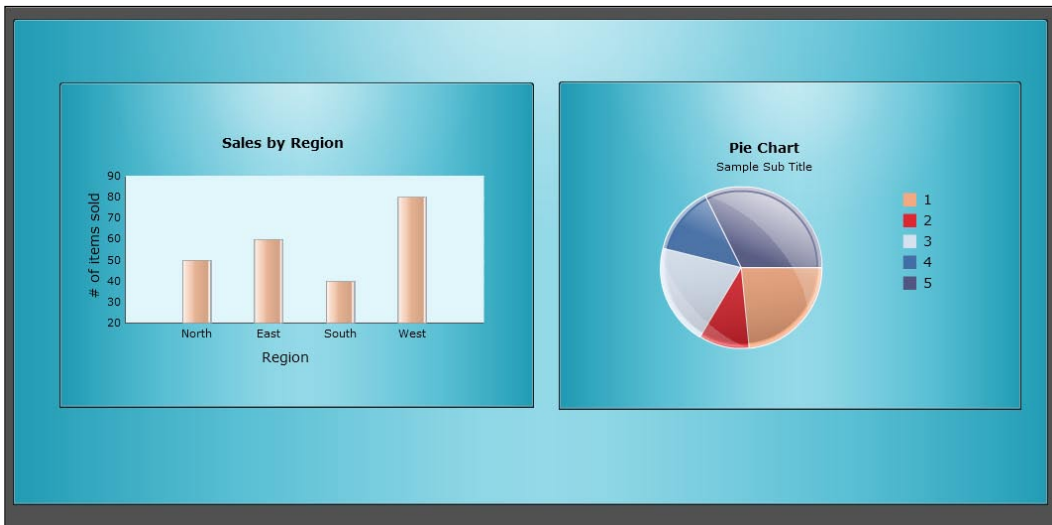 Sales by Region
# of items sold
90
80
70
60
50
40
30
20
North East South West
Region
Pie Chart
Sample Sub Title
1
2
3
4
5